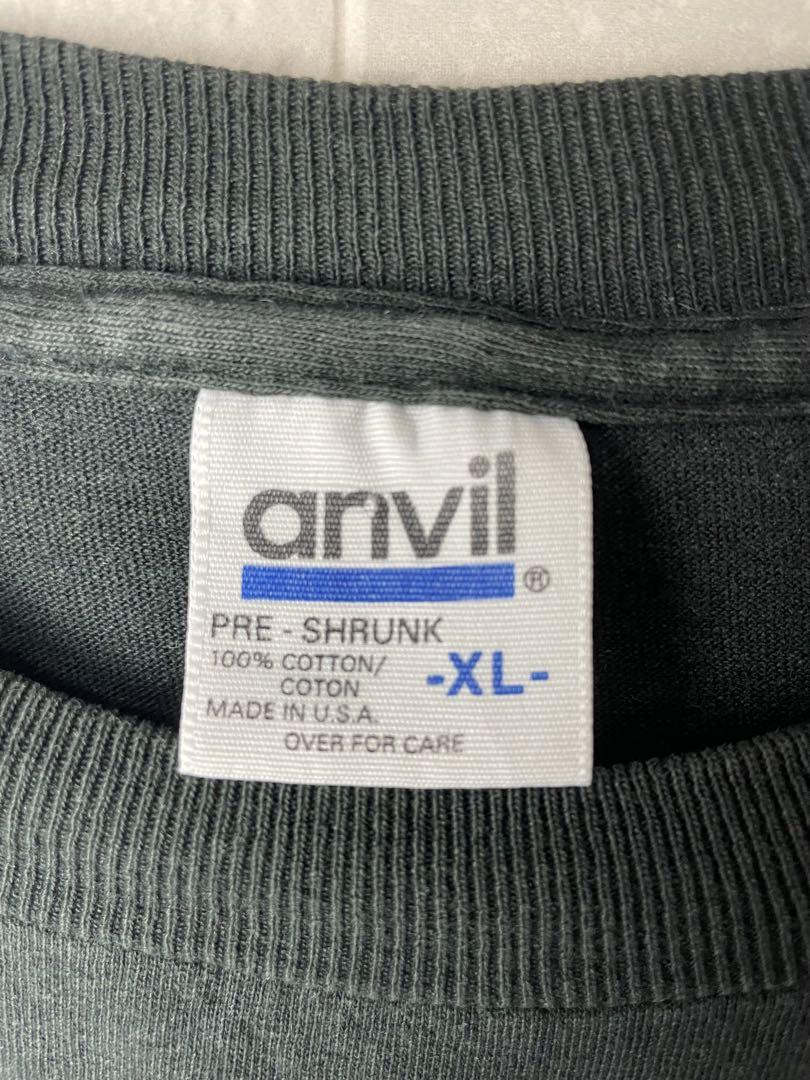 anvil®
PRE - SHRUNK
100% COTTON/
COTON
-XL-
MADE IN U.S.A.
OVER FOR CARE